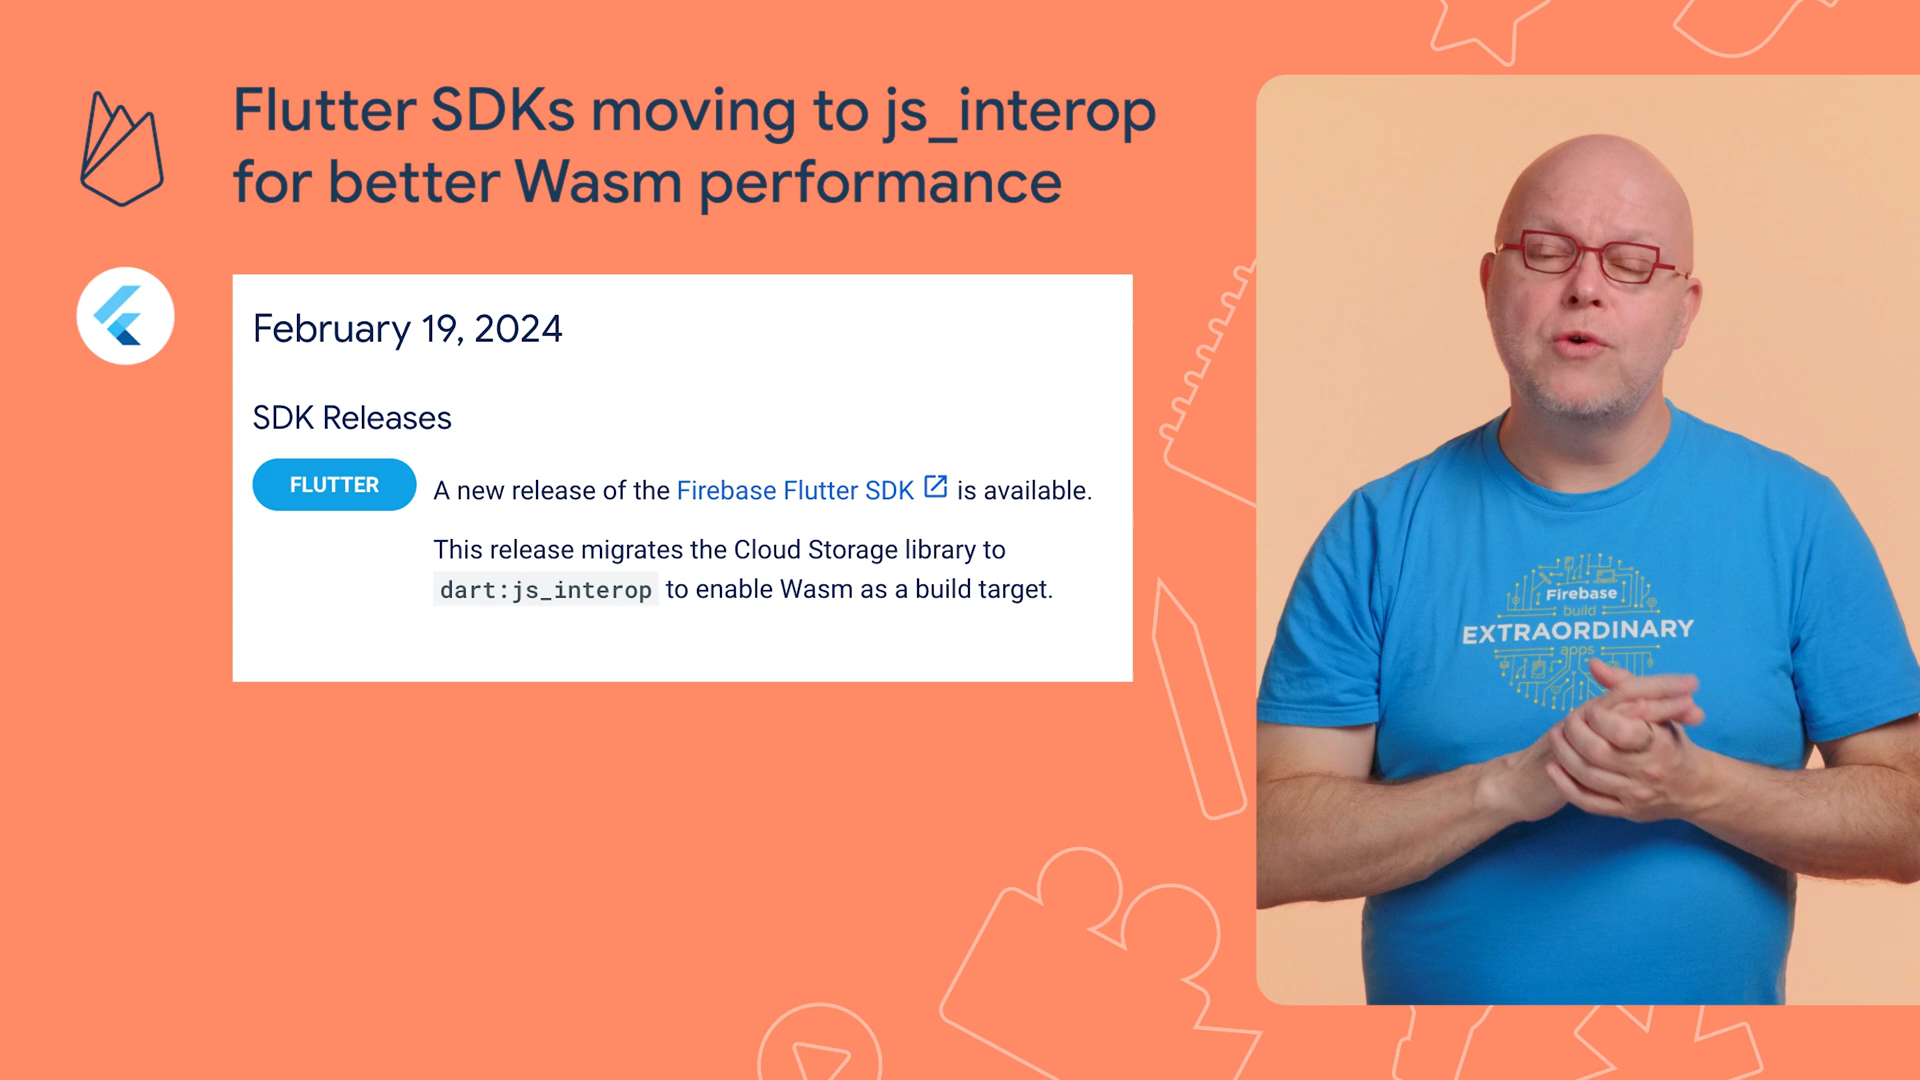 Flutter SDKs moving to js_interop
for better Wasm performance
February 19, 2024
SDK Releases
FLUTTER
A new release of the Firebase Flutter SDK is available.
This release migrates the Cloud Storage library to
dart:js_interop to enable Wasm as a build target.
Firebase
build
EXTRAORDINARY
apps